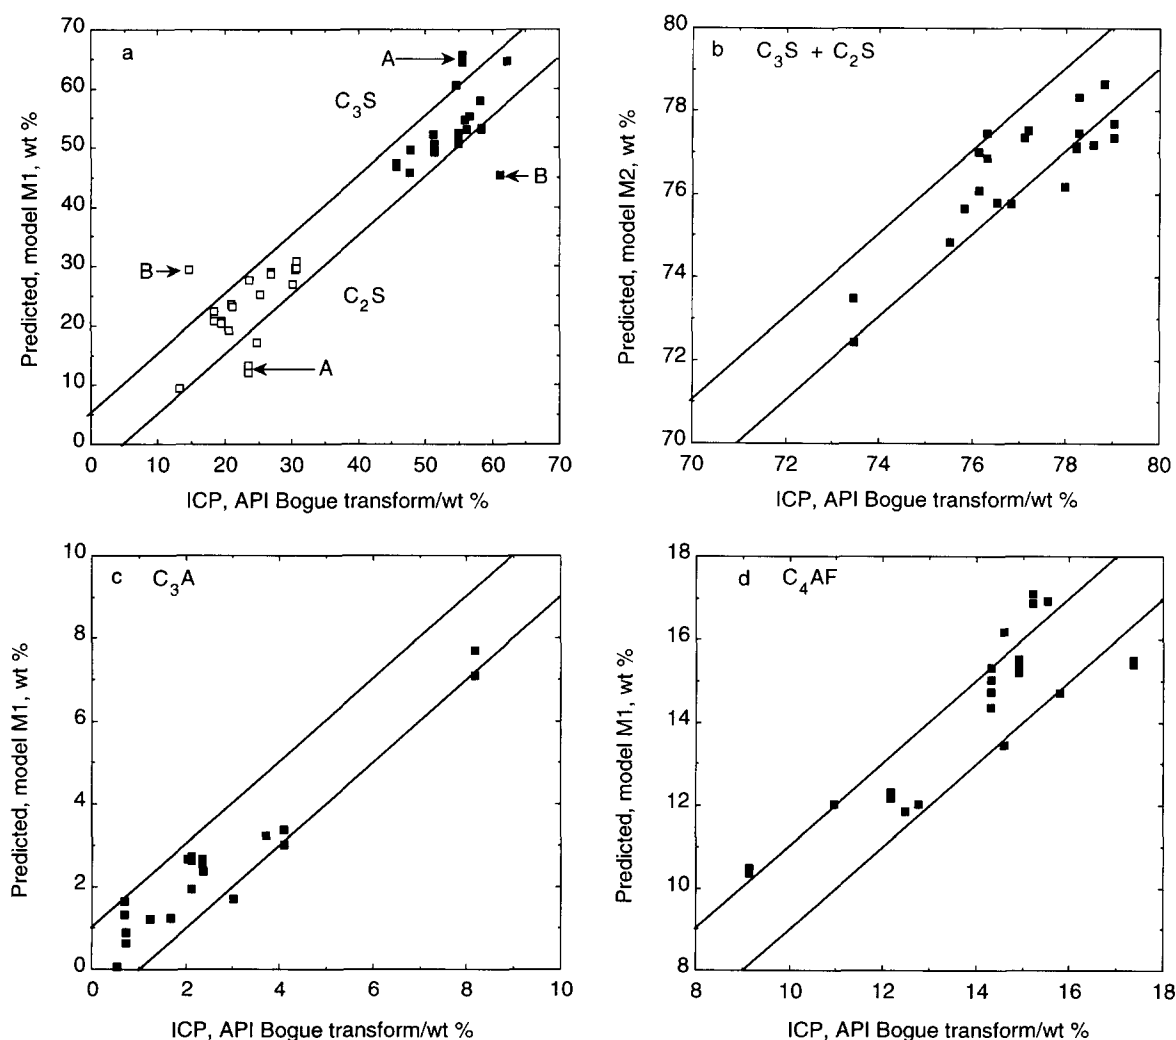 a
C3S
C2S
A
B
B
A
70
60
50
40
30
20
10
0
0 10 20 30 40 50 60 70
Predicted, model M1, wt %
ICP, API Bogue transform/wt %
b C3S + C2S
80
78
76
74
72
70
70 72 74 76 78 80
Predicted, model M2, wt %
ICP, API Bogue transform/wt %
c C3A
10
8
6
4
2
0
0 2 4 6 8 10
Predicted, model M1, wt %
ICP, API Bogue transform/wt %
d C4AF
18
16
14
12
10
8
8 10 12 14 16 18
Predicted, model M1, wt %
ICP, API Bogue transform/wt %